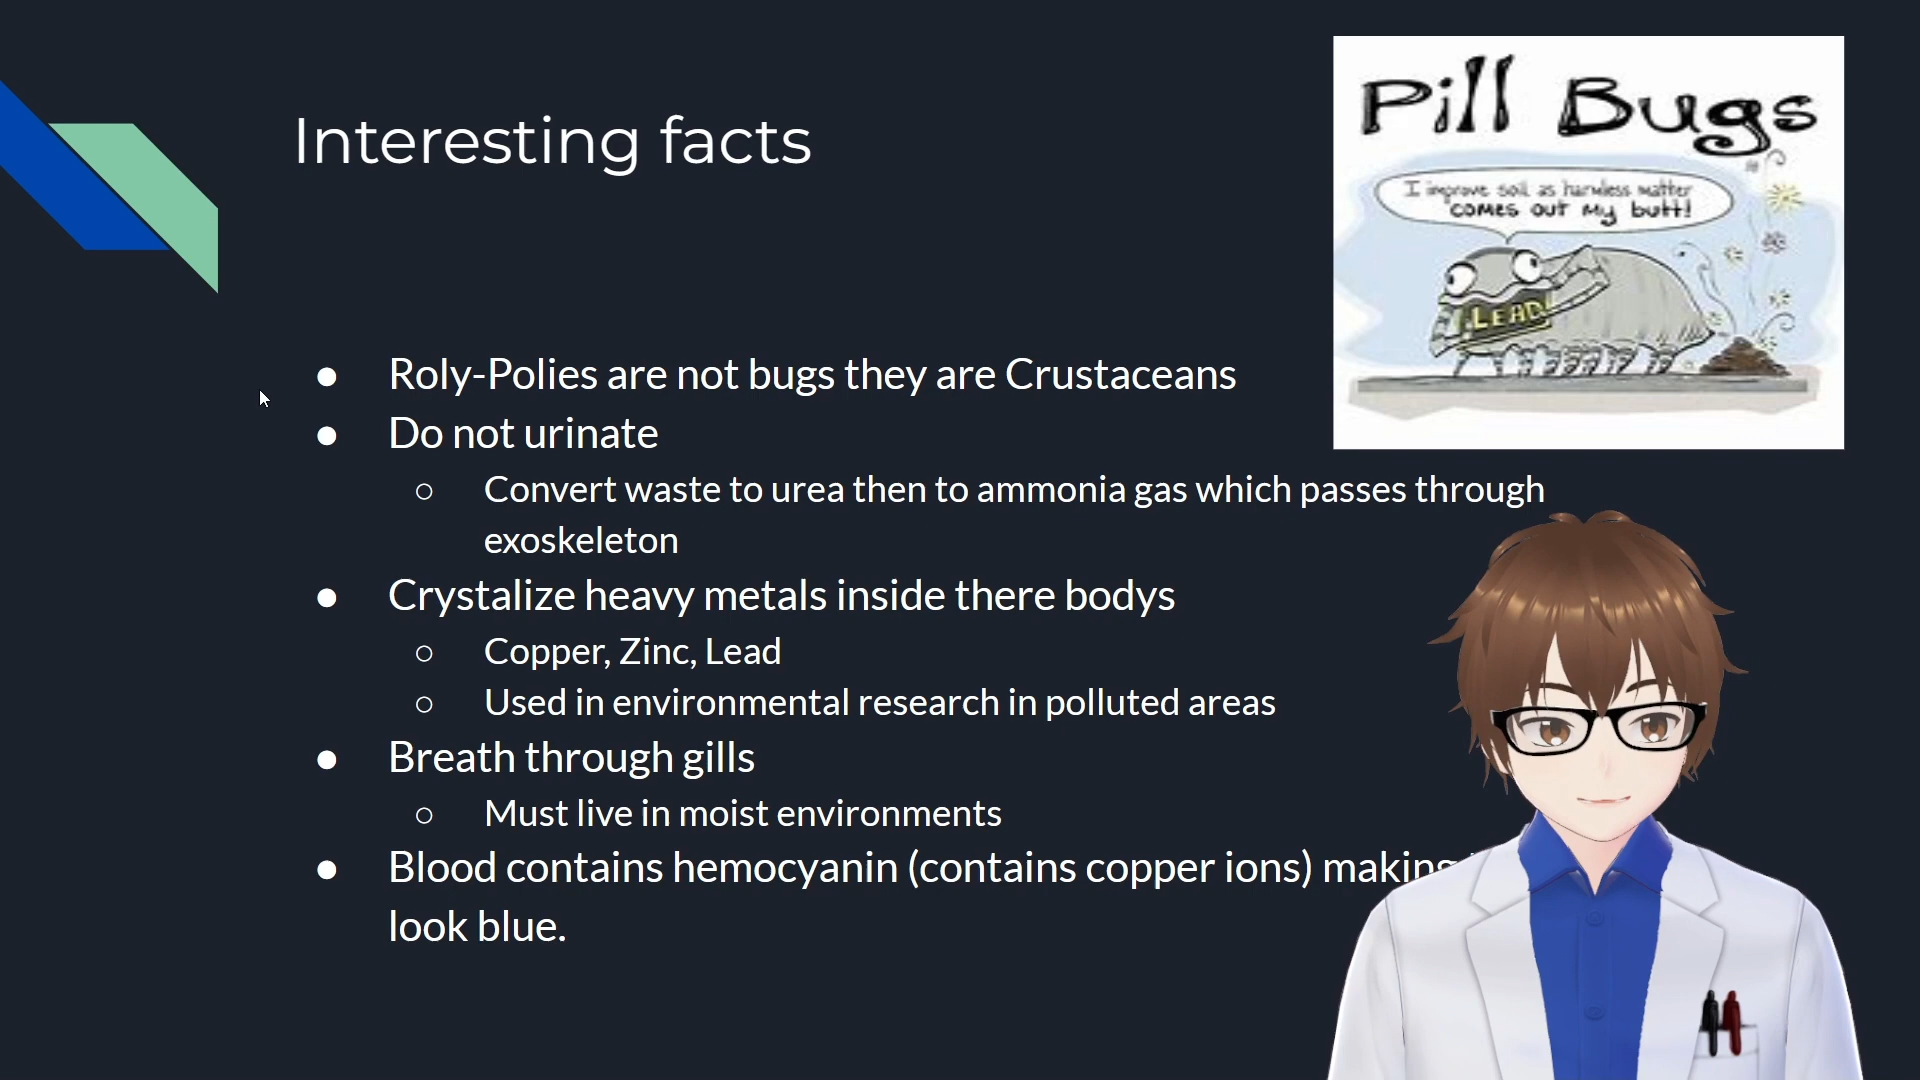 Interesting facts
Pill Bugs
I improve soil as harmless matter
comes out my butt!
LEAD
● Roly-Polies are not bugs they are Crustaceans
● Do not urinate
○ Convert waste to urea then to ammonia gas which passes through
exoskeleton
● Crystalize heavy metals inside there bodys
○ Copper, Zinc, Lead
○ Used in environmental research in polluted areas
● Breath through gills
○ Must live in moist environments
● Blood contains hemocyanin (contains copper ions) making
look blue.